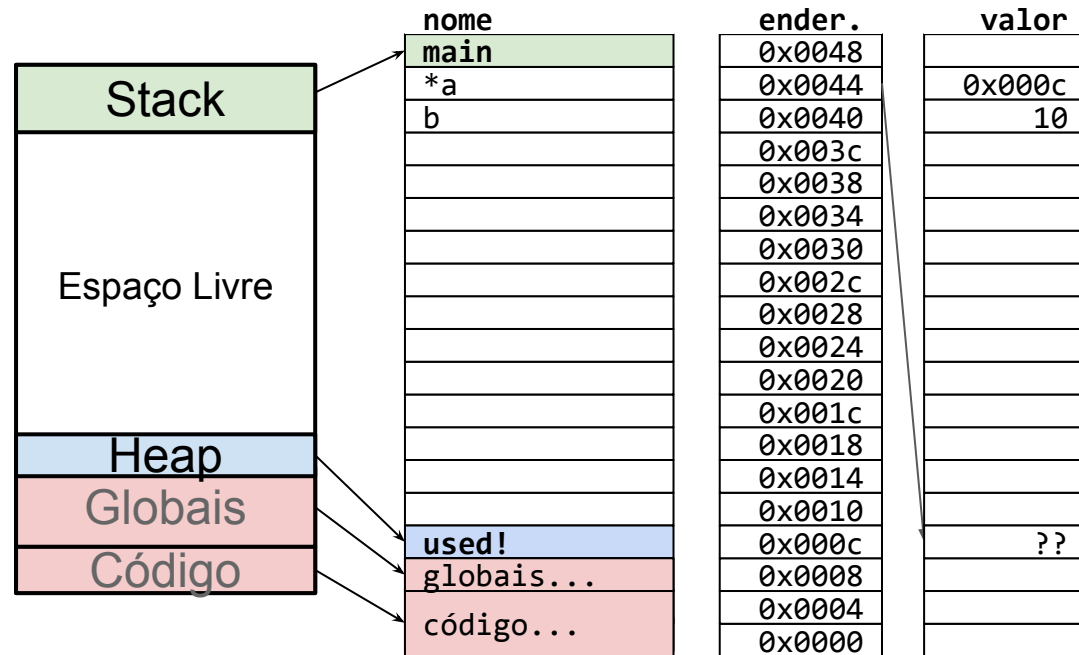 nome ender. valor
main 0x0048
Stack *a 0x0044 0x000c
b 0x0040 10
0x003c
0x0038
0x0034
0x0030
Espaço Livre 0x002c
0x0028
0x0024
0x0020
0x001c
Heap 0x0018
0x0014
Globais 0x0010
used! 0x000c ??
Código globais... 0x0008
código... 0x0004
0x0000